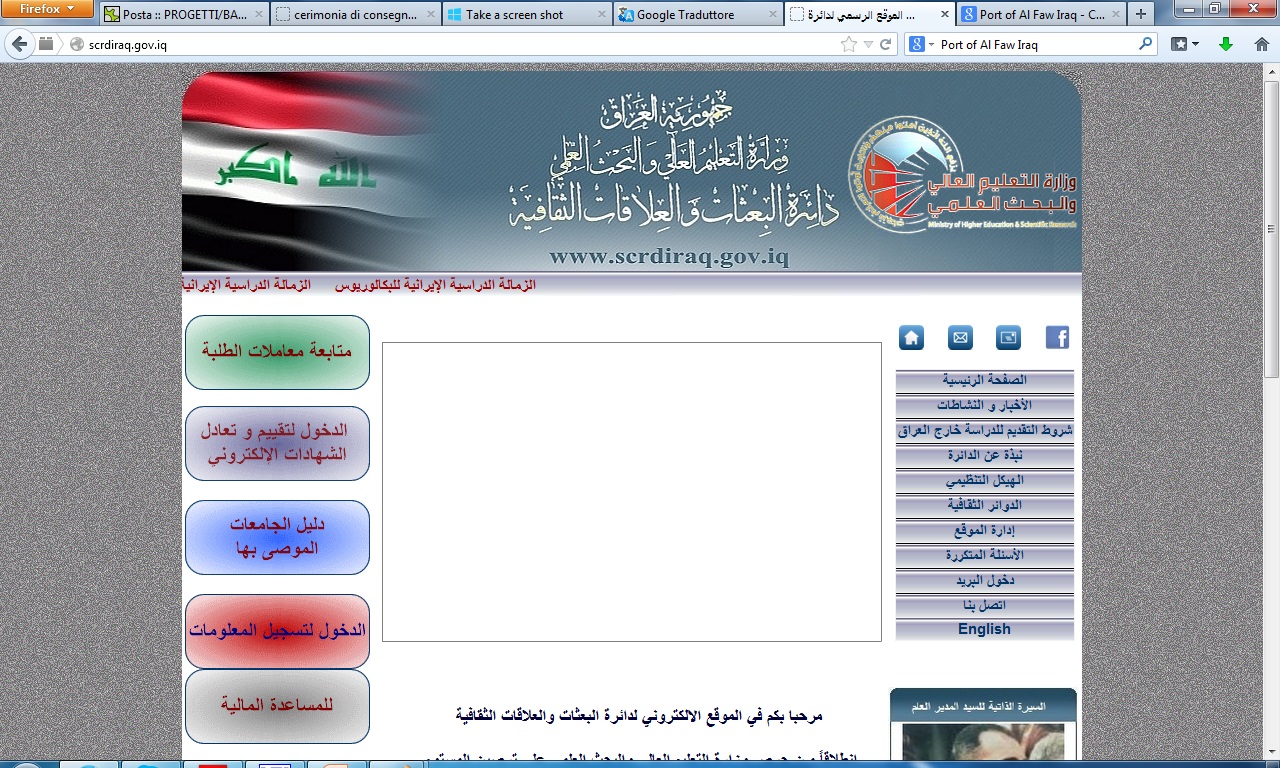 Firefox
Posta :: PROGETTI/BA...
cerimonia di consegn...
Take a screen shot
Google Traduttore
الموقع الرسمي لدائرة ...
Port of Al Faw Iraq - C...
scrdiraq.gov.iq
Port of Al Faw Iraq
الله اكبر
جمهورية العراق
وزارة التعليم العالي والبحث العلمي
دائرة البعثات والعلاقات الثقافية
www.scrdiraq.gov.iq
وزارة التعليم العالي
والبحث العلمي
Ministry of Higher Education & Scientific Research
الزمالة الدراسية الإيرانية للبكالوريوس
الزمالة الدراسية الإيرانية
الصفحة الرئيسية
الأخبار و النشاطات
شروط التقديم للدراسة خارج العراق
نبذة عن الدائرة
الهيكل التنظيمي
الدوائر الثقافية
إدارة الموقع
الأسئلة المتكررة
دخول البريد
اتصل بنا
English
السيرة الذاتية للسيد المدير العام
متابعة معاملات الطلبة
الدخول لتقييم و تعادل
الشهادات الإلكتروني
دليل الجامعات
الموصى بها
الدخول لتسجيل المعلومات
للمساعدة المالية
مرحبا بكم في الموقع الالكتروني لدائرة البعثات والعلاقات الثقافية